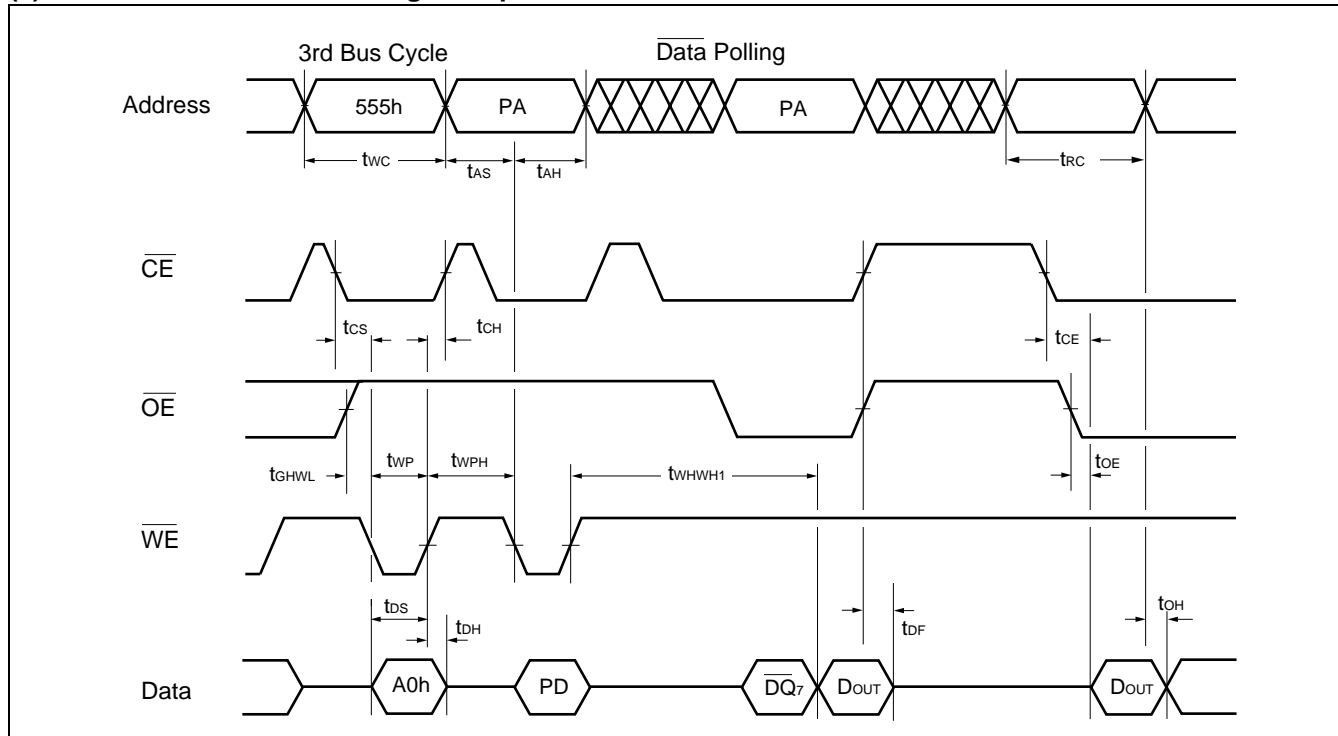 3rd Bus Cycle
Data Polling
Address
555h
PA
PA
tWC
tAS
tAH
tRC
CE
tCS
tCH
tCE
OE
tGHWL
tWP
tWPH
tWHWH1
tOE
WE
tDS
tDH
tDF
tOH
Data
A0h
PD
DQ7
DOUT
DOUT